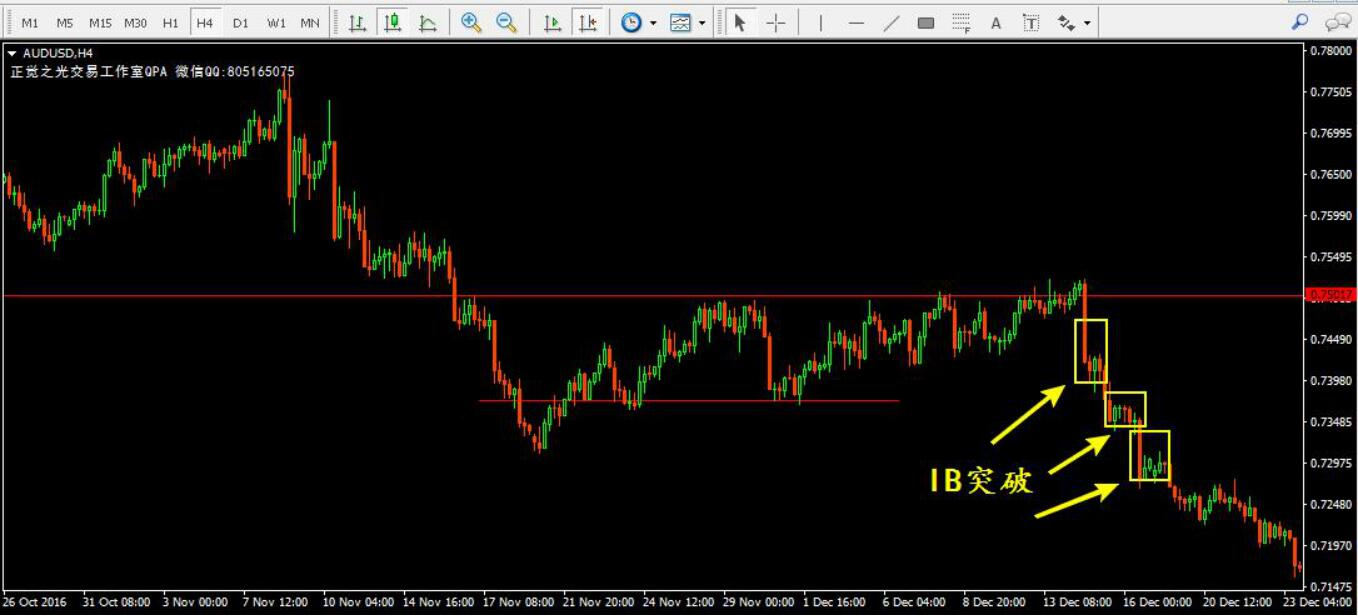 M1 M5 M15 M30 H1 H4 D1 W1 MN A T F
AUDUSD,H4
正觉之光交易工作室QPA 微信QQ:805165075
0.78000
0.77505
0.76995
0.76500
0.75990
0.75495
0.75017
0.74490
0.73980
0.73485
0.72975
0.72480
0.71970
0.71475
IB突破
26 Oct 2016 31 Oct 08:00 3 Nov 00:00 7 Nov 12:00 10 Nov 04:00 14 Nov 16:00 17 Nov 08:00 21 Nov 20:00 24 Nov 12:00 29 Nov 00:00 1 Dec 16:00 6 Dec 04:00 8 Dec 20:00 13 Dec 08:00 16 Dec 00:00 20 Dec 12:00 23 Dec 04:00